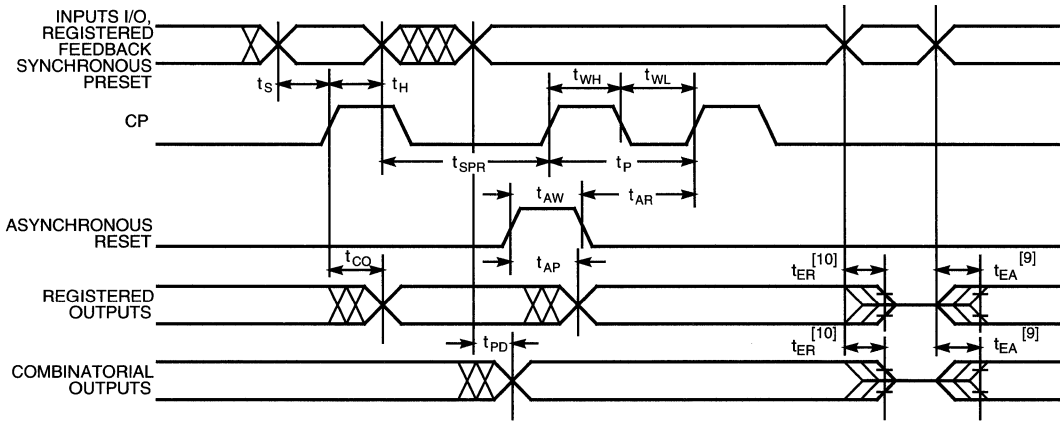 INPUTS I/O,
REGISTERED
FEEDBACK
SYNCHRONOUS
PRESET
tS
tH
tWH
tWL
CP
tSPR
tP
tAW
tAR
ASYNCHRONOUS
RESET
tCO
tAP
tER[10]
tEA[9]
REGISTERED
OUTPUTS
tPD
tER[10]
tEA[9]
COMBINATORIAL
OUTPUTS